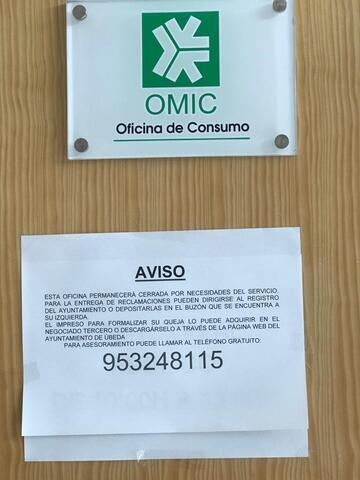 OMIC
Oficina de Consumo
AVISO
ESTA OFICINA PERMANECERÁ CERRADA POR NECESIDADES DEL SERVICIO.
PARA LA ENTREGA DE RECLAMACIONES PUEDEN DIRIGIRSE AL REGISTRO
DEL AYUNTAMIENTO O DEPOSITARLAS EN EL BUZÓN QUE SE ENCUENTRA A
SU IZQUIERDA.
EL IMPRESO PARA FORMALIZAR SU QUEJA LO PUEDE ADQUIRIR EN EL
NEGOCIADO TERCERO O DESCARGÁRSELO A TRAVÉS DE LA PÁGINA WEB DEL
AYUNTAMIENTO DE ÚBEDA
PARA ASESORAMIENTO PUEDE LLAMAR AL TELÉFONO GRATUITO:
953248115